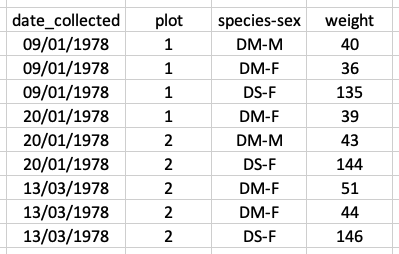 date_collected plot species-sex weight
09/01/1978 1 DM-M 40
09/01/1978 1 DM-F 36
09/01/1978 1 DS-F 135
20/01/1978 1 DM-F 39
20/01/1978 2 DM-M 43
20/01/1978 2 DS-F 144
13/03/1978 2 DM-F 51
13/03/1978 2 DM-F 44
13/03/1978 2 DS-F 146